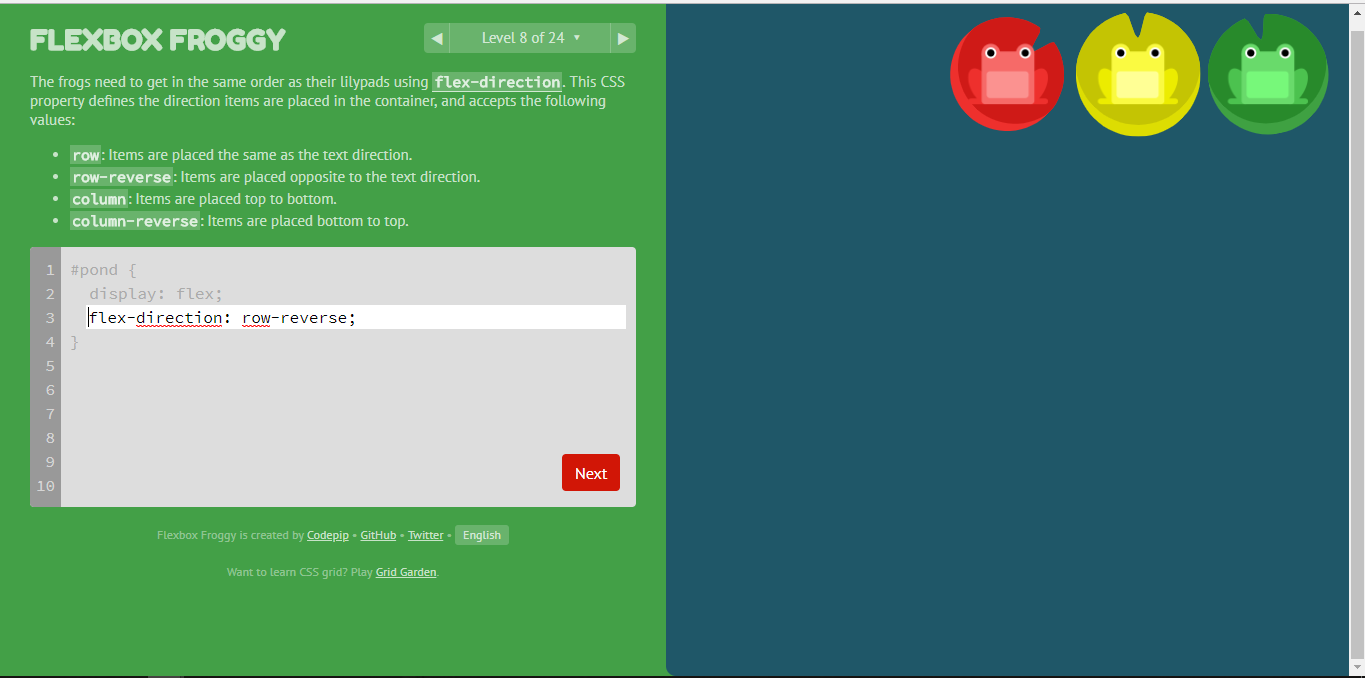 FLEXBOX FROGGY
◀ Level 8 of 24 ▼ ▶
The frogs need to get in the same order as their lilypads using flex-direction. This CSS
property defines the direction items are placed in the container, and accepts the following
values:
• row: Items are placed the same as the text direction.
• row-reverse: Items are placed opposite to the text direction.
• column: Items are placed top to bottom.
• column-reverse: Items are placed bottom to top.
1 #pond {
2 display: flex;
3 flex-direction: row-reverse;
4 }
5
6
7
8
9
10
Next
Flexbox Froggy is created by Codepip • GitHub • Twitter • English
Want to learn CSS grid? Play Grid Garden.